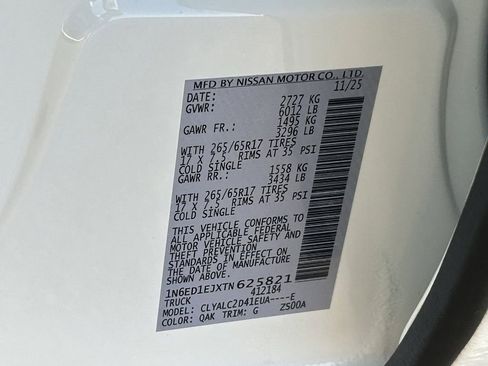 MFD BY NISSAN MOTOR CO., LTD.
DATE: 11/25
GVWR: 2727 KG
6012 LB
GAWR FR.: 1495 KG
3296 LB
WITH 265/65R17 TIRES
17 X 7.5 RIMS AT 35 PSI
COLD SINGLE
GAWR RR.: 1558 KG
3434 LB
WITH 265/65R17 TIRES
17 X 7.5 RIMS AT 35 PSI
COLD SINGLE
THIS VEHICLE CONFORMS TO
ALL APPLICABLE FEDERAL
MOTOR VEHICLE SAFETY AND
THEFT PREVENTION
STANDARDS IN EFFECT ON
THE DATE OF MANUFACTURE
SHOWN ABOVE.
1N6ED1EJXTN625821
TRUCK 412184
MODEL: CLYALC2D41EUA----E
COLOR: QAK TRIM: G ZS00A